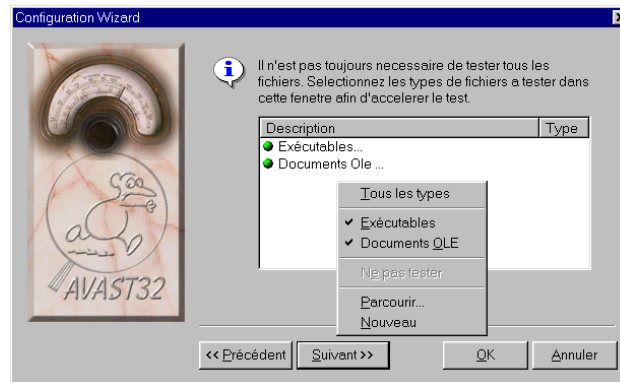 Configuration Wizard
Il n'est pas toujours necessaire de tester tous les
fichiers. Selectionnez les types de fichiers a tester dans
cette fenetre afin d'accelerer le test.
Description Type
Exécutables...
Documents Ole ...
Tous les types
Exécutables
Documents OLE
Ne pas tester
Parcourir...
Nouveau
AVAST32
<< Précédent Suivant >> OK Annuler